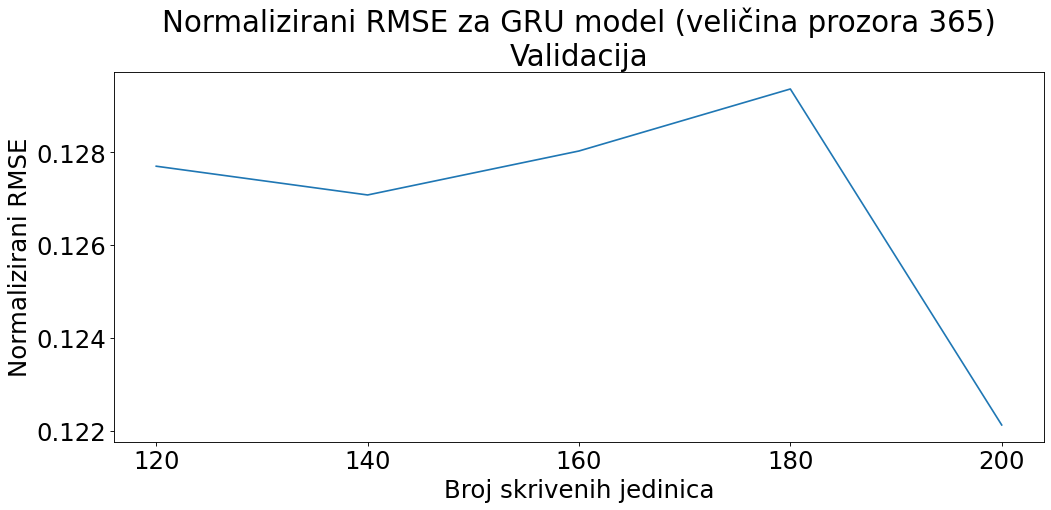 Normalizirani RMSE za GRU model (veličina prozora 365)
Validacija
Normalizirani RMSE
0.128
0.126
0.124
0.122
120 140 160 180 200
Broj skrivenih jedinica